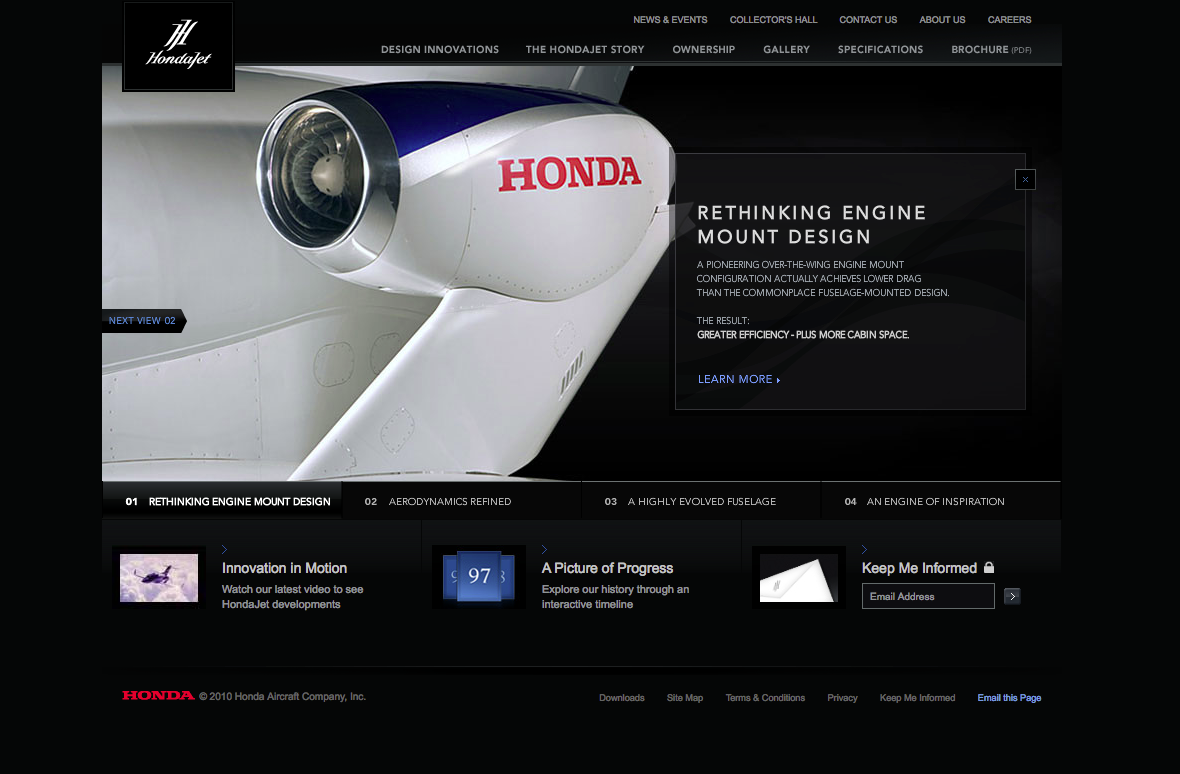 HondaJet
NEWS & EVENTS COLLECTOR'S HALL CONTACT US ABOUT US CAREERS
DESIGN INNOVATIONS THE HONDAJET STORY OWNERSHIP GALLERY SPECIFICATIONS BROCHURE (PDF)
HONDA
RETHINKING ENGINE
MOUNT DESIGN
A PIONEERING OVER-THE-WING ENGINE MOUNT
CONFIGURATION ACTUALLY ACHIEVES LOWER DRAG
THAN THE COMMONPLACE FUSELAGE-MOUNTED DESIGN.
THE RESULT:
GREATER EFFICIENCY - PLUS MORE CABIN SPACE.
LEARN MORE
NEXT VIEW 02
01 RETHINKING ENGINE MOUNT DESIGN 02 AERODYNAMICS REFINED 03 A HIGHLY EVOLVED FUSELAGE 04 AN ENGINE OF INSPIRATION
Innovation in Motion
Watch our latest video to see
HondaJet developments
97
A Picture of Progress
Explore our history through an
interactive timeline
Keep Me Informed
Email Address
HONDA © 2010 Honda Aircraft Company, Inc.
Downloads Site Map Terms & Conditions Privacy Keep Me Informed Email this Page